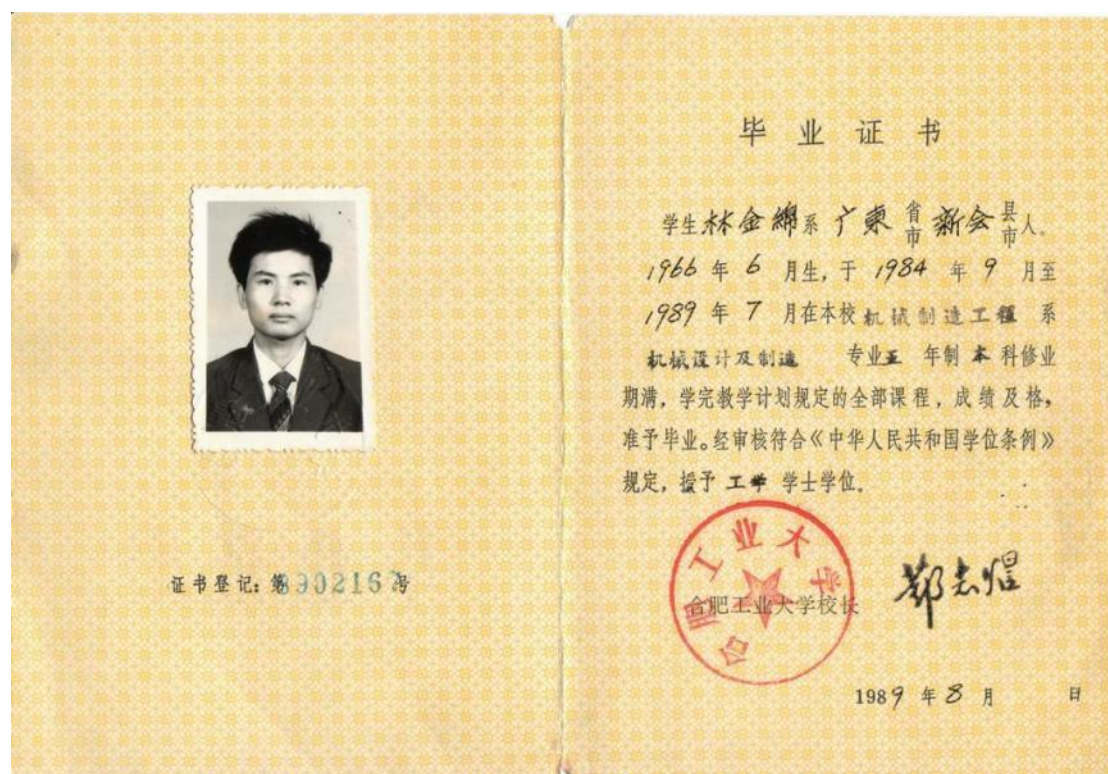 证书登记：第8902167号
毕业证书
学生林金绵系广东省市新会县市人。
1966年6月生，于1984年9月至
1989年7月在本校机械制造工程系
机械设计及制造 专业五年制本科修业
期满，学完教学计划规定的全部课程，成绩及格，
准予毕业。经审核符合《中华人民共和国学位条例》
规定，授予工学学士学位。
合肥工业大学
合肥工业大学校长
1989年8月 日